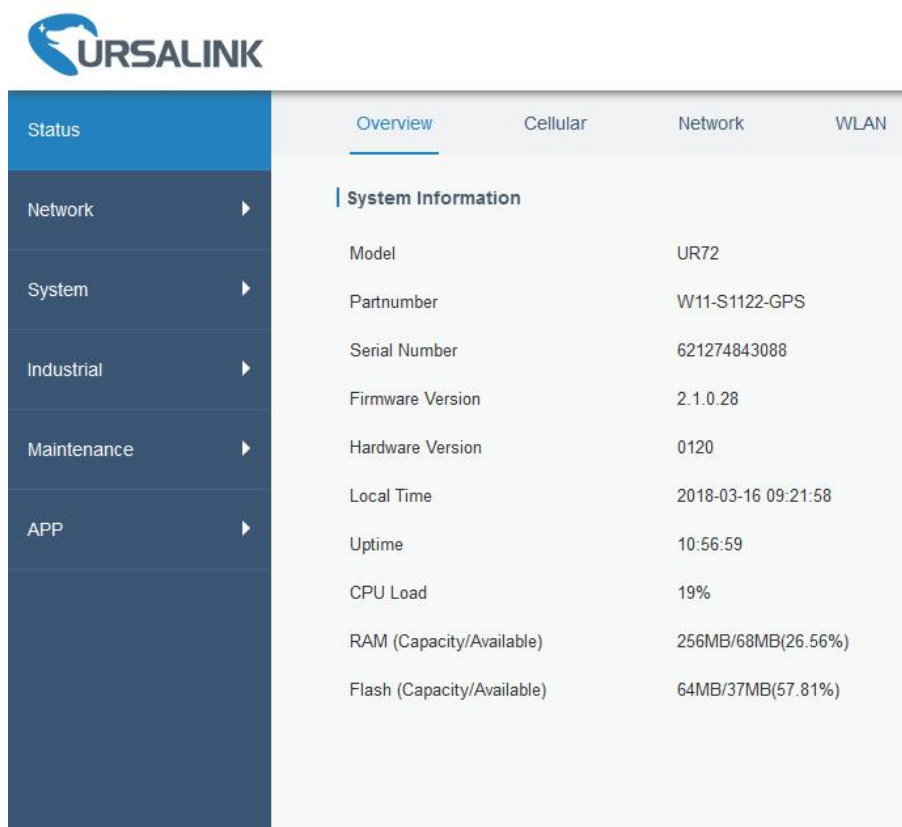 URSALINK
Status
Network
System
Industrial
Maintenance
APP
Overview Cellular Network WLAN
System Information
Model UR72
Partnumber W11-S1122-GPS
Serial Number 621274843088
Firmware Version 2.1.0.28
Hardware Version 0120
Local Time 2018-03-16 09:21:58
Uptime 10:56:59
CPU Load 19%
RAM (Capacity/Available) 256MB/68MB(26.56%)
Flash (Capacity/Available) 64MB/37MB(57.81%)